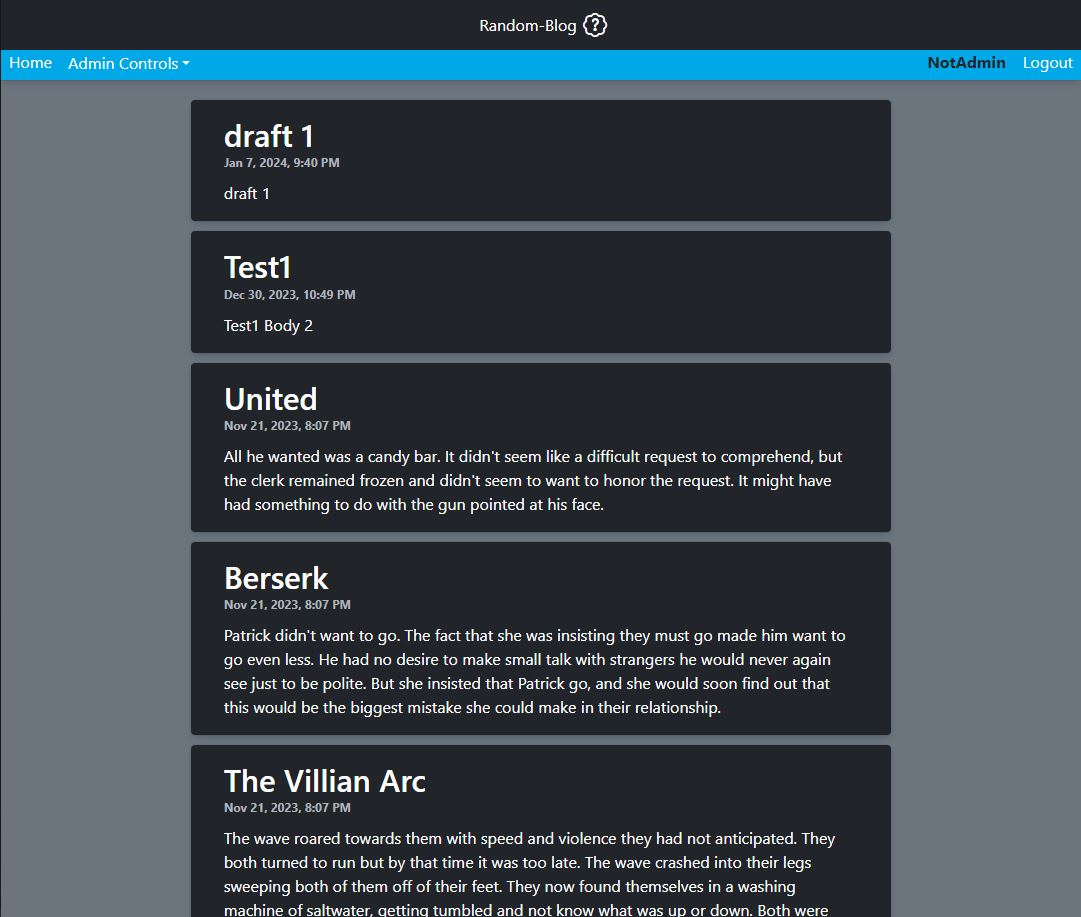 Random-Blog
Home Admin Controls NotAdmin Logout
draft 1
Jan 7, 2024, 9:40 PM
draft 1
Test1
Dec 30, 2023, 10:49 PM
Test1 Body 2
United
Nov 21, 2023, 8:07 PM
All he wanted was a candy bar. It didn't seem like a difficult request to comprehend, but
the clerk remained frozen and didn't seem to want to honor the request. It might have
had something to do with the gun pointed at his face.
Berserk
Nov 21, 2023, 8:07 PM
Patrick didn't want to go. The fact that she was insisting they must go made him want to
go even less. He had no desire to make small talk with strangers he would never again
see just to be polite. But she insisted that Patrick go, and she would soon find out that
this would be the biggest mistake she could make in their relationship.
The Villian Arc
Nov 21, 2023, 8:07 PM
The wave roared towards them with speed and violence they had not anticipated. They
both turned to run but by that time it was too late. The wave crashed into their legs
sweeping both of them off of their feet. They now found themselves in a washing
machine of saltwater, getting tumbled and not know what was up or down. Both were